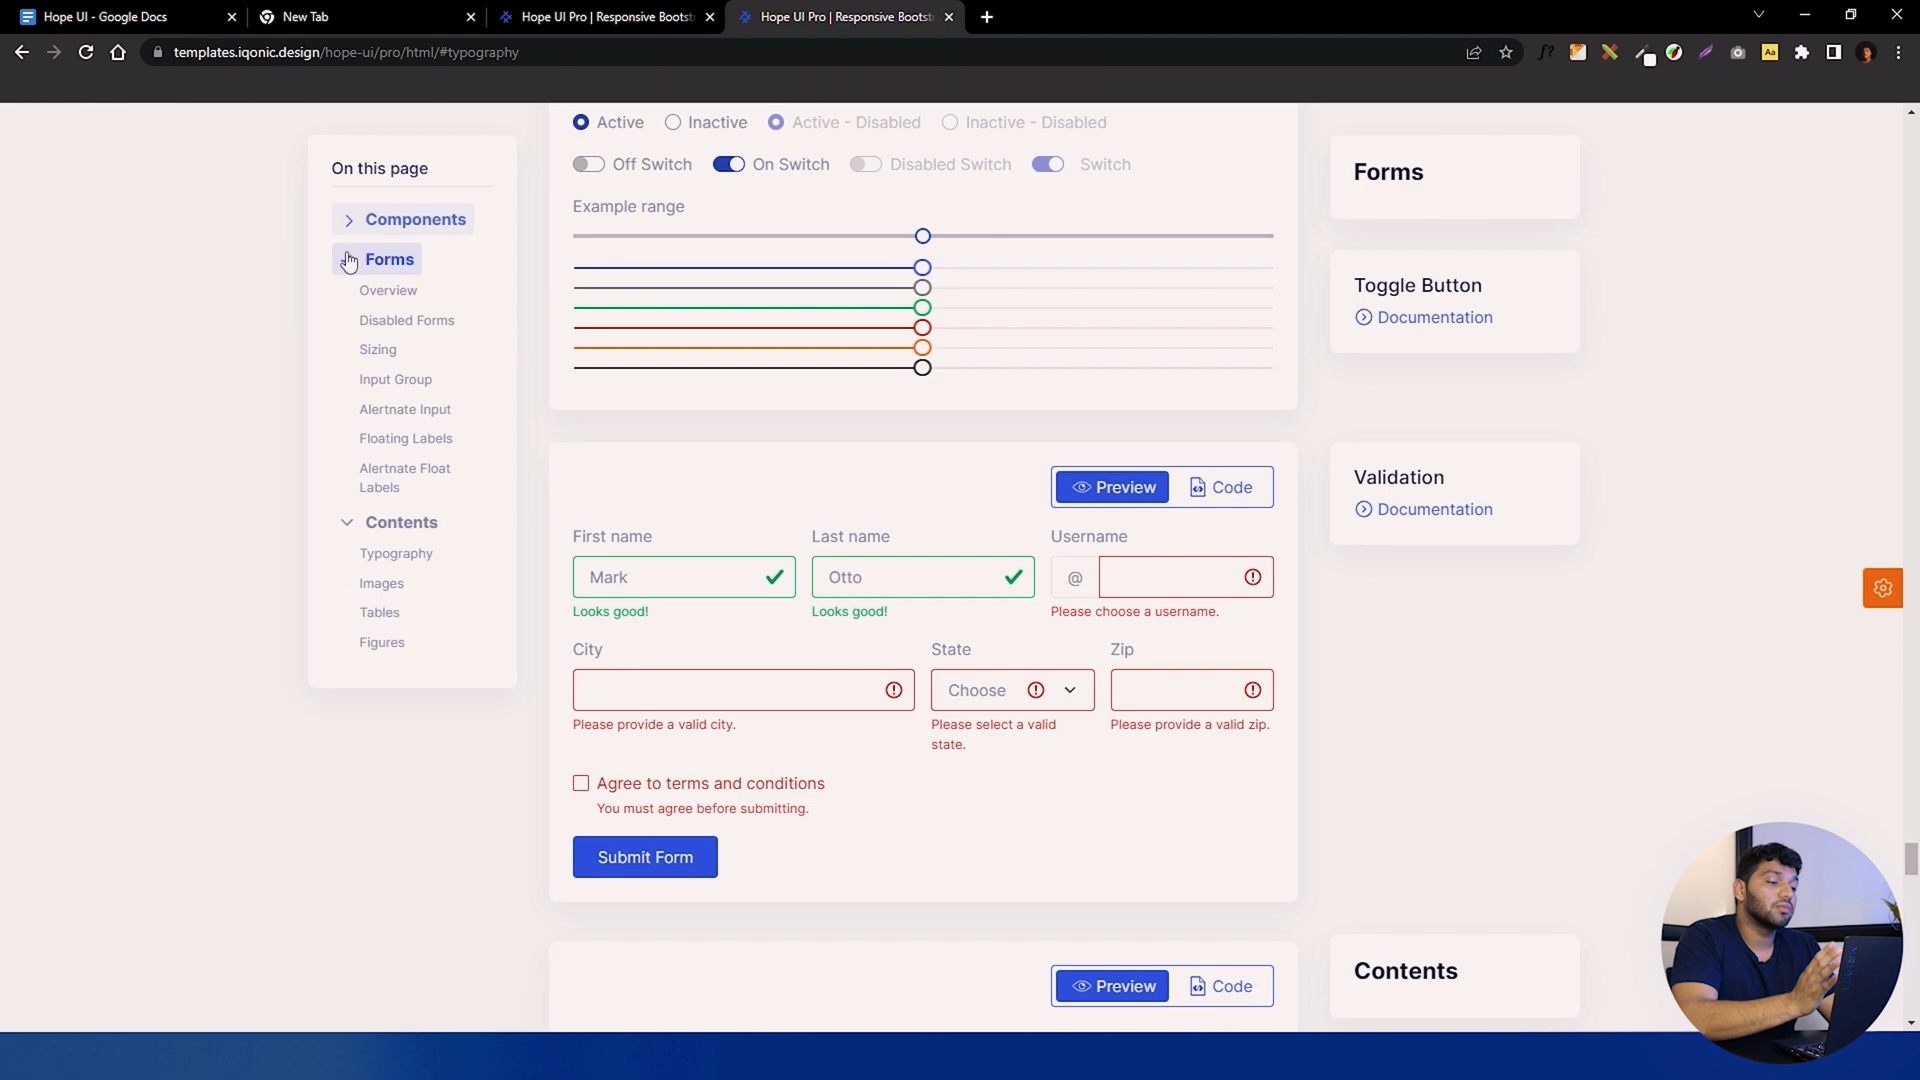 Hope UI - Google Docs
New Tab
Hope UI Pro | Responsive Bootst
Hope UI Pro | Responsive Bootst
templates.iqonic.design/hope-ui/pro/html/#typography
f?
Aa
On this page
Components
Forms
Overview
Disabled Forms
Sizing
Input Group
Alertnate Input
Floating Labels
Alertnate Float
Labels
Contents
Typography
Images
Tables
Figures
Active
Inactive
Active - Disabled
Inactive - Disabled
Off Switch
On Switch
Disabled Switch
Switch
Example range
Preview
Code
First name
Last name
Username
Mark
Otto
@
Looks good!
Looks good!
Please choose a username.
City
State
Zip
Choose
Please provide a valid city.
Please select a valid
state.
Please provide a valid zip.
Agree to terms and conditions
You must agree before submitting.
Submit Form
Preview
Code
Forms
Toggle Button
Documentation
Validation
Documentation
Contents